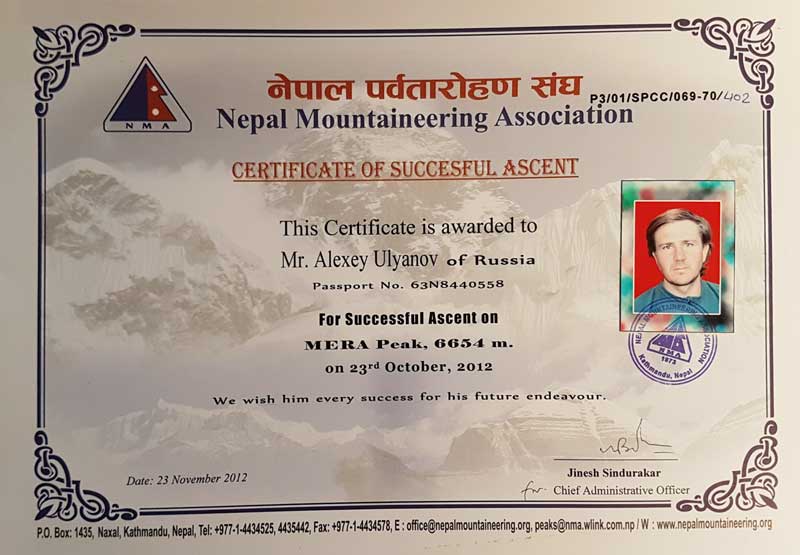 NMA
नेपाल पर्वतारोहण संघ
P3/01/SPCC/069-70/402
Nepal Mountaineering Association
CERTIFICATE OF SUCCESFUL ASCENT
This Certificate is awarded to
Mr. Alexey Ulyanov of Russia
Passport No. 63N8440558
For Successful Ascent on
MERA Peak, 6654 m.
on 23rd October, 2012
We wish him every success for his future endeavour.
NEPAL MOUNTAINEERING ASSOCIATION
NMA
1973
Kathmandu, Nepal
Date: 23 November 2012
Jinesh Sindurakar
for Chief Administrative Officer
P.O. Box: 1435, Naxal, Kathmandu, Nepal, Tel: +977-1-4434525, 4435442, Fax: +977-1-4434578, E : office@nepalmountaineering.org, peaks@nma.wlink.com.np / W : www.nepalmountaineering.org